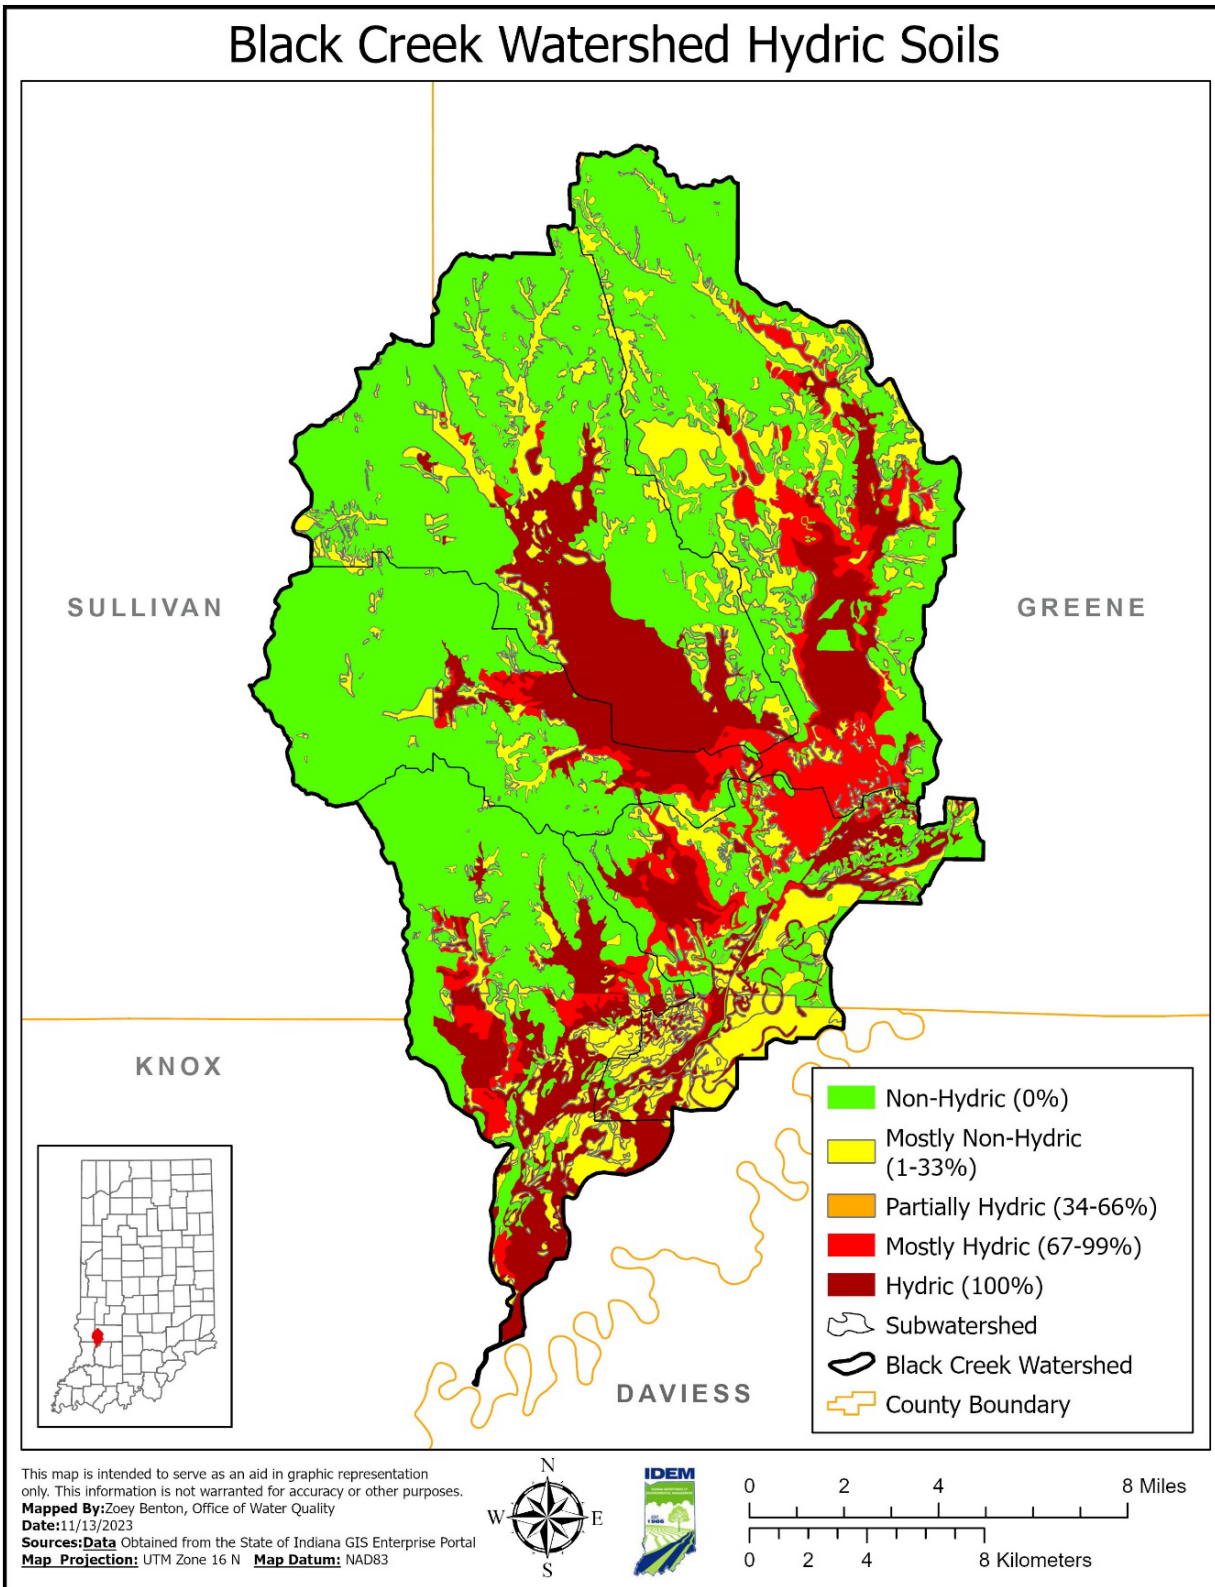 Black Creek Watershed Hydric Soils
SULLIVAN
GREENE
KNOX
DAVIESS
Non-Hydric (0%)
Mostly Non-Hydric
(1-33%)
Partially Hydric (34-66%)
Mostly Hydric (67-99%)
Hydric (100%)
Subwatershed
Black Creek Watershed
County Boundary
This map is intended to serve as an aid in graphic representation
only. This information is not warranted for accuracy or other purposes.
Mapped By:Zoey Benton, Office of Water Quality
Date:11/13/2023
Sources:Data Obtained from the State of Indiana GIS Enterprise Portal
Map Projection: UTM Zone 16 N Map Datum: NAD83
N
W E
S
IDEM
0 2 4 8 Miles
0 2 4 8 Kilometers